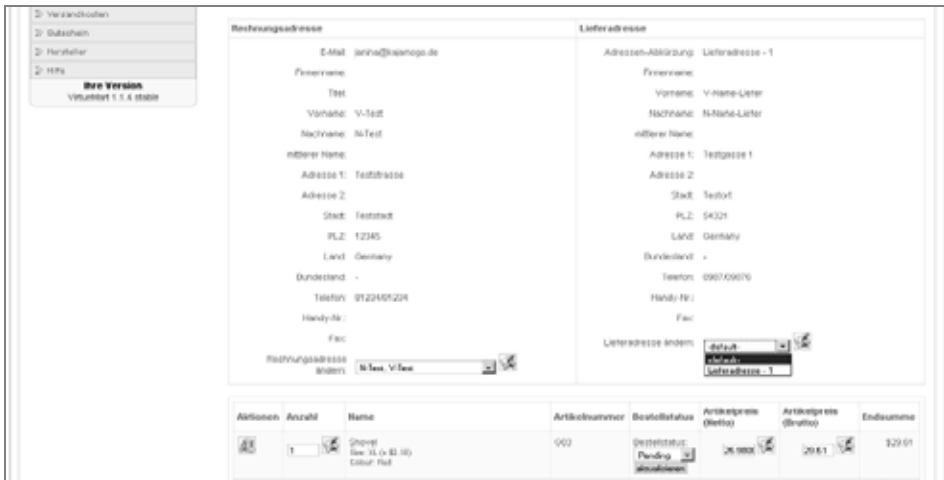 Versandkosten
Gutschein
Hersteller
Hilfe
Ihre Version
VirtueMart 1.1.4 stable
Rechnungsadresse
E-Mail: janina@kajamogo.de
Firmenname:
Titel:
Vorname: V-Test
Nachname: N-Test
mittlerer Name:
Adresse 1: Teststrasse
Adresse 2:
Stadt: Teststadt
PLZ: 12345
Land: Germany
Bundesland: -
Telefon: 01234/01234
Handy-Nr.:
Fax:
Rechnungsadresse
ändern: N-Test, V-Test
Lieferadresse
Adressen-Abkürzung: Lieferadresse - 1
Firmenname:
Vorname: V-Name-Liefer
Nachname: N-Name-Liefer
mittlerer Name:
Adresse 1: Testgasse 1
Adresse 2:
Stadt: Testort
PLZ: 54321
Land: Germany
Bundesland: -
Telefon: 0987/09876
Handy-Nr.:
Fax:
Lieferadresse ändern: -default-
-default-
Lieferadresse - 1
Aktionen Anzahl Name Artikelnummer Bestellstatus Artikelpreis (Netto) Artikelpreis (Brutto) Endsumme
1 Shovel G02 Bestellstatus: 29.61 $29.61
Colour: Red Pending
aktualisieren